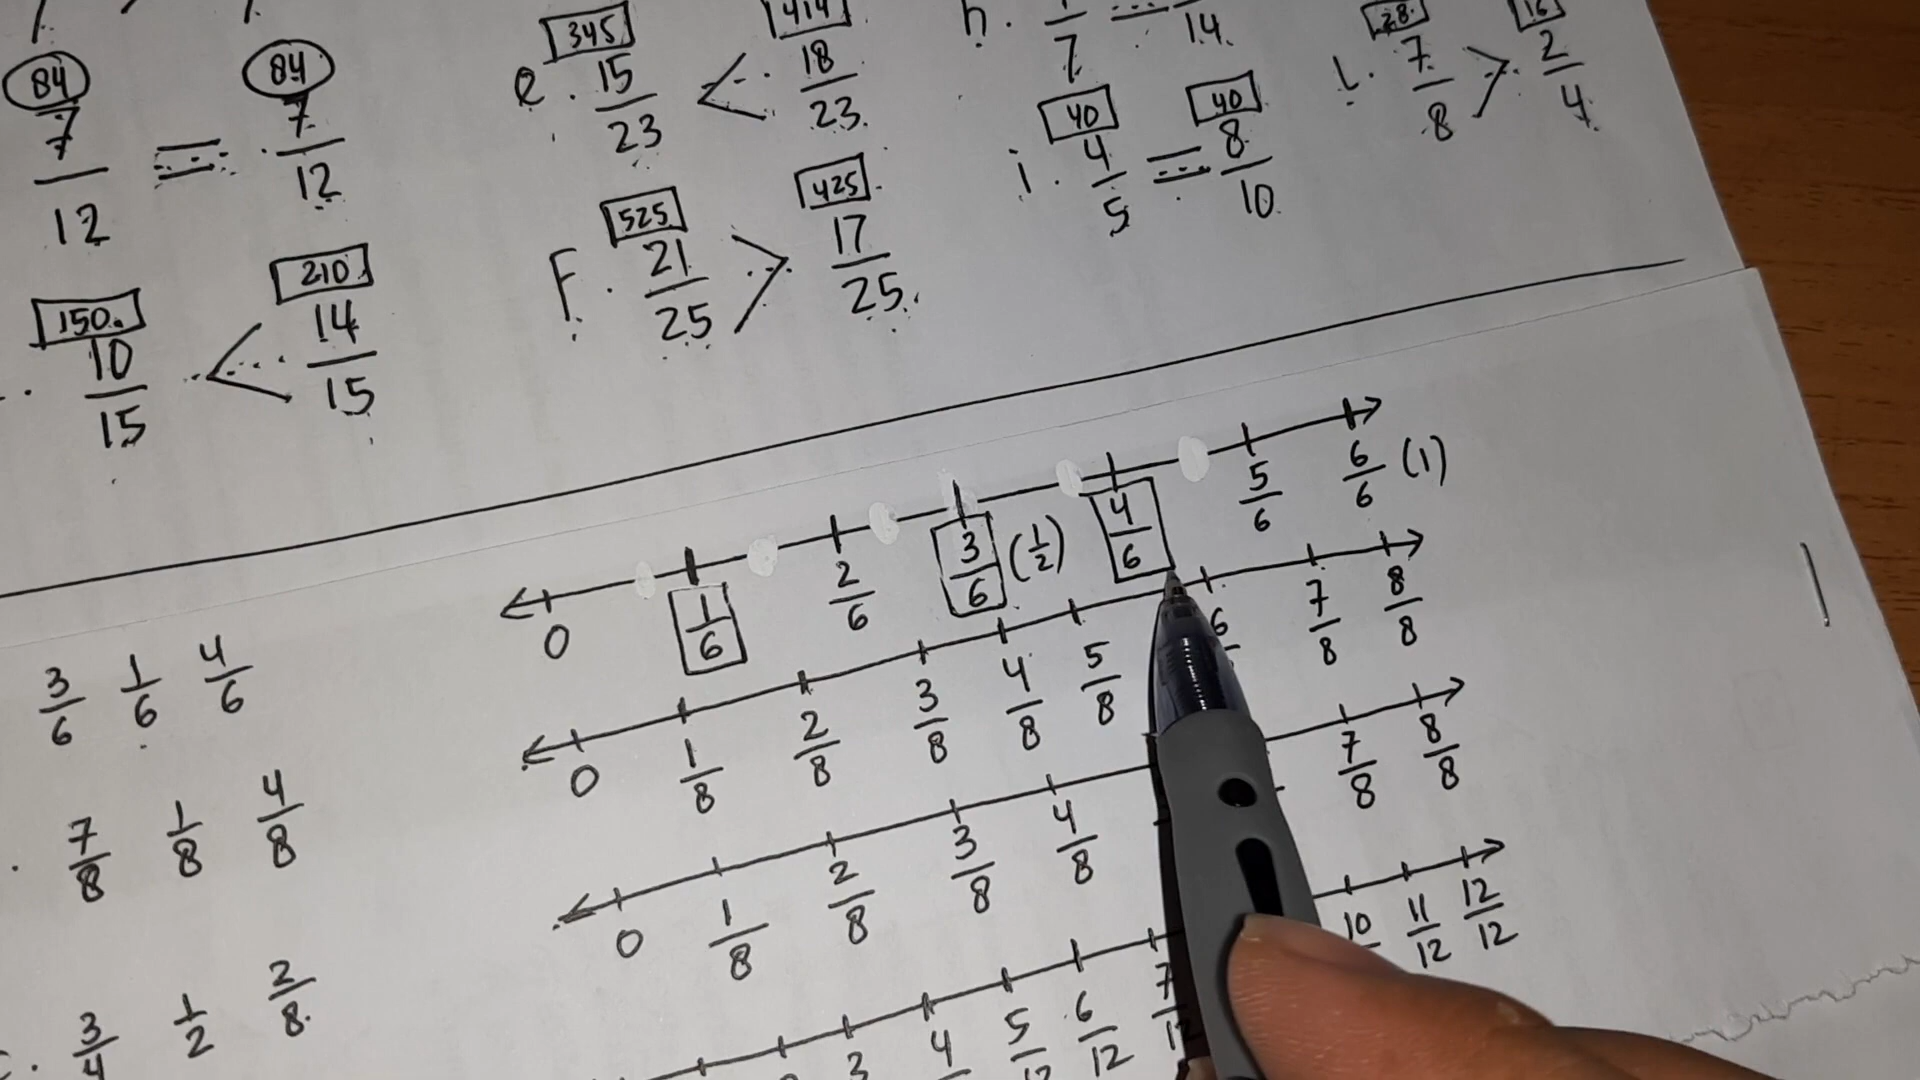 84 84
7/12 = 7/12
150 210
10/15 < 14/15
345 414
e. 15/23 < 18/23
525 425
F. 21/25 > 17/25
h. /7 = /14
40 40
i. 4/5 = 8/10
28 16
l. 7/8 > 2/4
3/6 1/6 4/6
0 1/6 2/6 3/6 (1/2) 4/6 5/6 6/6 (1)
0 1/8 2/8 3/8 4/8 5/8 6 7/8 8/8
7/8 1/8 4/8
0 1/8 2/8 3/8 4/8 7/8 8/8
3/4 1/2 2/8
3 4 5/12 6/12 7/12 10 11/12 12/12